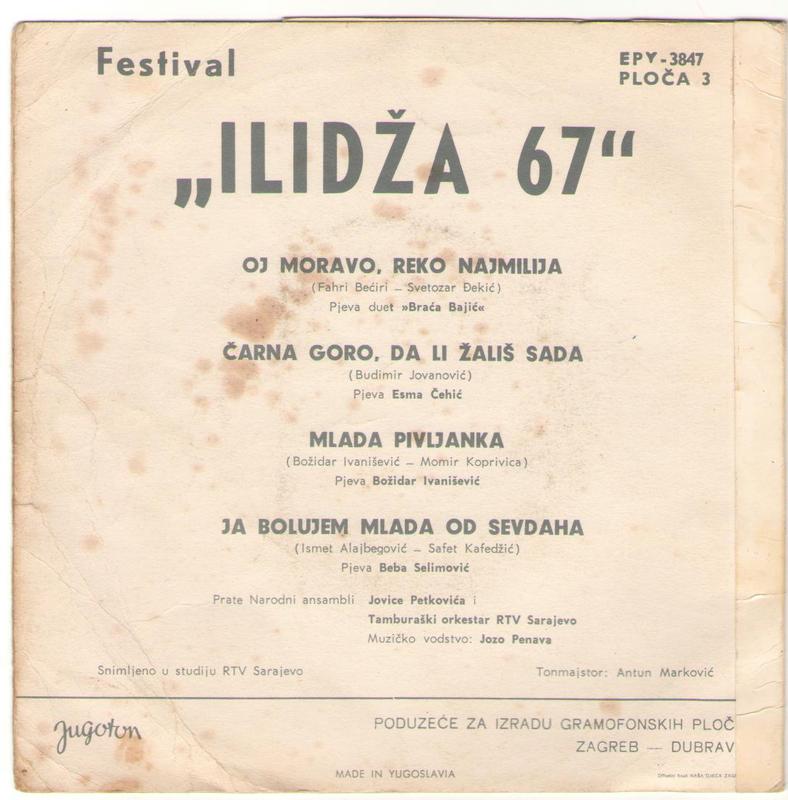 Festival
EPY-3847
PLOČA 3
„ILIDŽA 67“
OJ MORAVO, REKO NAJMILIJA
(Fahri Bećiri – Svetozar Đekić)
Pjeva duet »Braća Bajić«
ČARNA GORO, DA LI ŽALIŠ SADA
(Budimir Jovanović)
Pjeva Esma Čehić
MLADA PIVLJANKA
(Božidar Ivanišević – Momir Koprivica)
Pjeva Božidar Ivanišević
JA BOLUJEM MLADA OD SEVDAHA
(Ismet Alajbegović – Safet Kafedžić)
Pjeva Beba Selimović
Prate Narodni ansambli Jovice Petkovića i
Tamburaški orkestar RTV Sarajevo
Muzičko vodstvo: Jozo Penava
Snimljeno u studiju RTV Sarajevo
Tonmajstor: Antun Marković
jugoton
PODUZEĆE ZA IZRADU GRAMOFONSKIH PLOČ
ZAGREB — DUBRAV
MADE IN YUGOSLAVIA